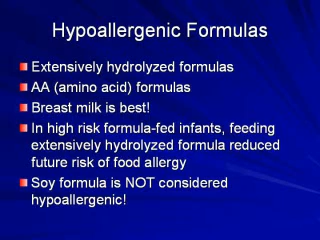 Hypoallergenic Formulas
Extensively hydrolyzed formulas
AA (amino acid) formulas
Breast milk is best!
In high risk formula-fed infants, feeding
extensively hydrolyzed formula reduced
future risk of food allergy
Soy formula is NOT considered
hypoallergenic!